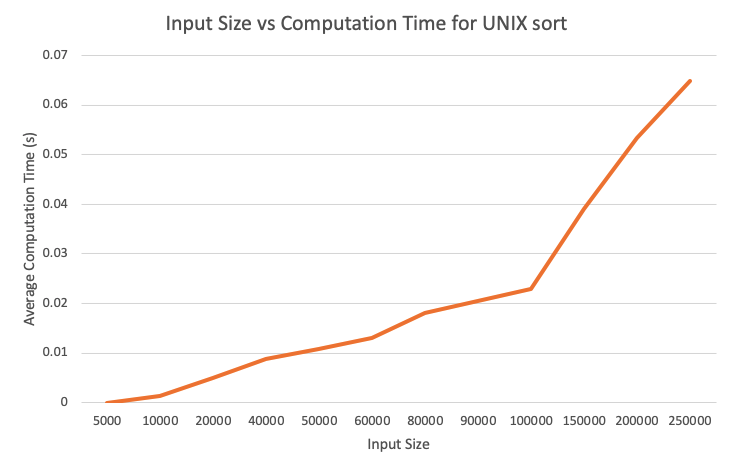 Input Size vs Computation Time for UNIX sort
0.07
0.06
0.05
0.04
0.03
0.02
0.01
0
Average Computation Time (s)
5000 10000 20000 40000 50000 60000 80000 90000 100000 150000 200000 250000
Input Size